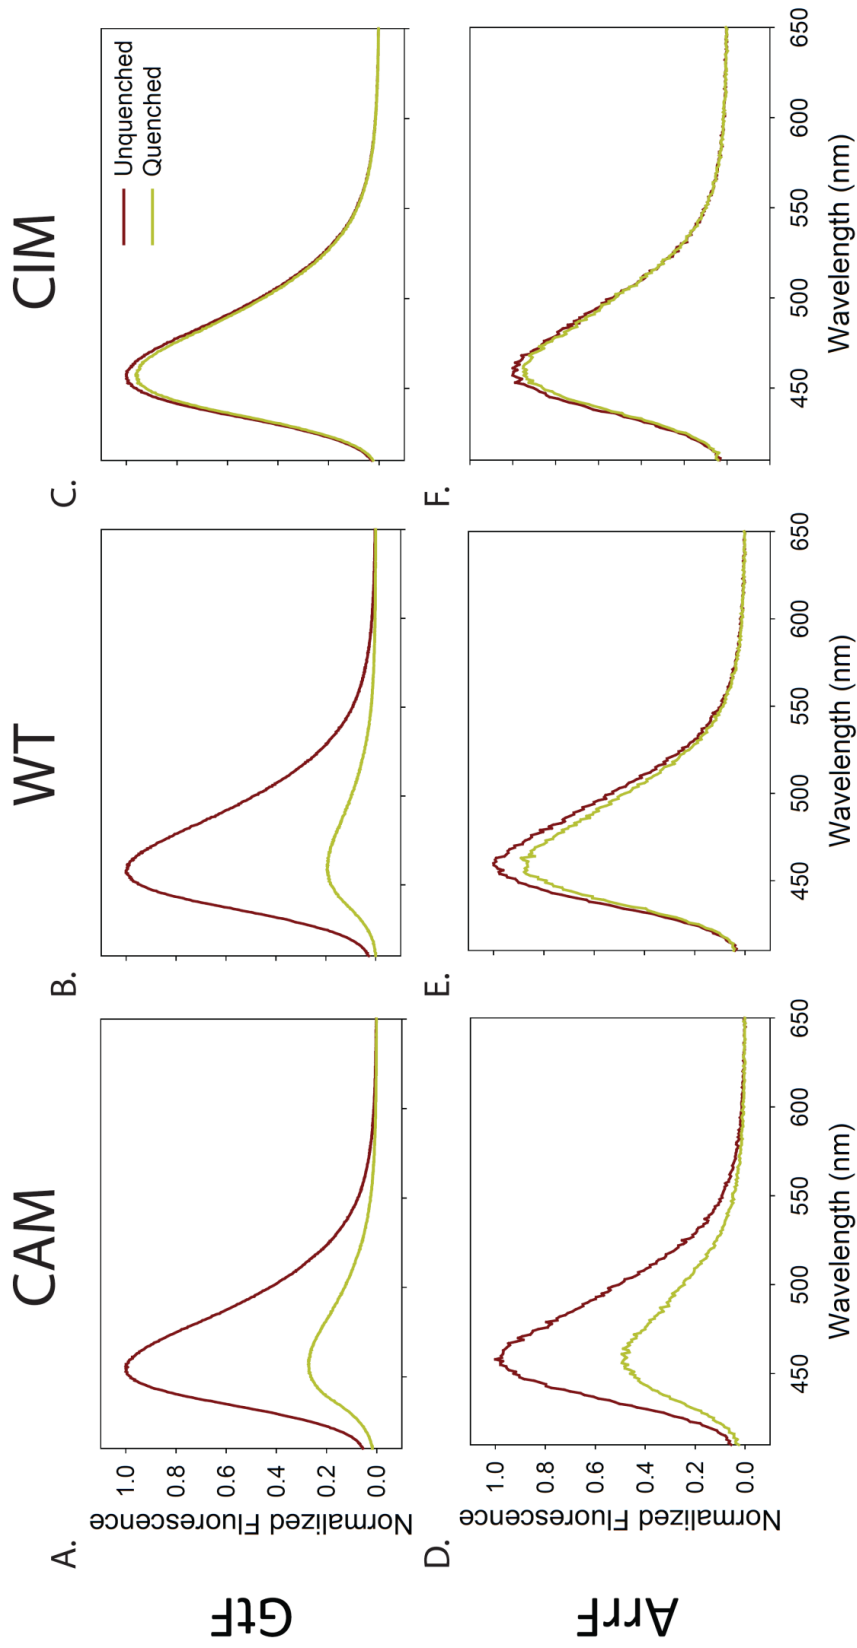 CAM
WT
CIM
GtF
A.
Normalized Fluorescence
1.0
0.8
0.6
0.4
0.2
0.0
B.
C.
Unquenched
Quenched
ArrF
D.
Normalized Fluorescence
1.0
0.8
0.6
0.4
0.2
0.0
450 500 550 600 650
Wavelength (nm)
E.
450 500 550 600 650
Wavelength (nm)
F.
450 500 550 600 650
Wavelength (nm)